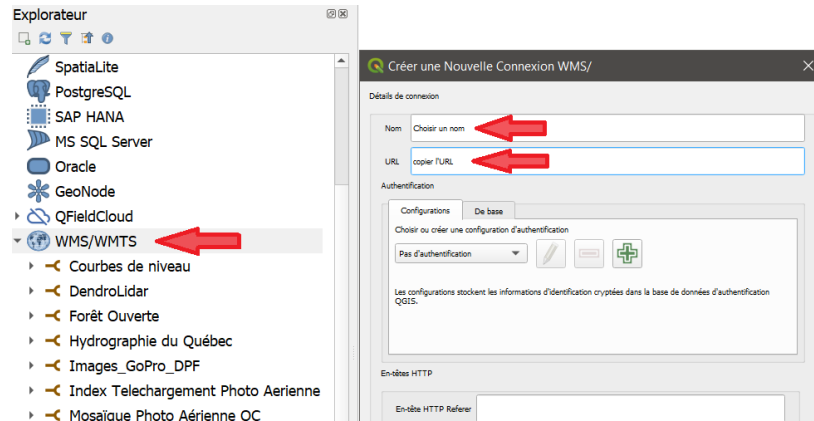 Explorateur
SpatiaLite
PostgreSQL
SAP HANA
MS SQL Server
Oracle
GeoNode
QFieldCloud
WMS/WMTS
Courbes de niveau
DendroLidar
Forêt Ouverte
Hydrographie du Québec
Images_GoPro_DPF
Index Telechargement Photo Aerienne
Mosaïque Photo Aérienne OC
Créer une Nouvelle Connexion WMS/
Détails de connexion
Nom Choisir un nom
URL copier l'URL
Authentification
Configurations De base
Choisir ou créer une configuration d'authentification
Pas d'authentification
Les configurations stockent les informations d'identification cryptées dans la base de données d'authentification
QGIS.
En-têtes HTTP
En-tête HTTP Referer